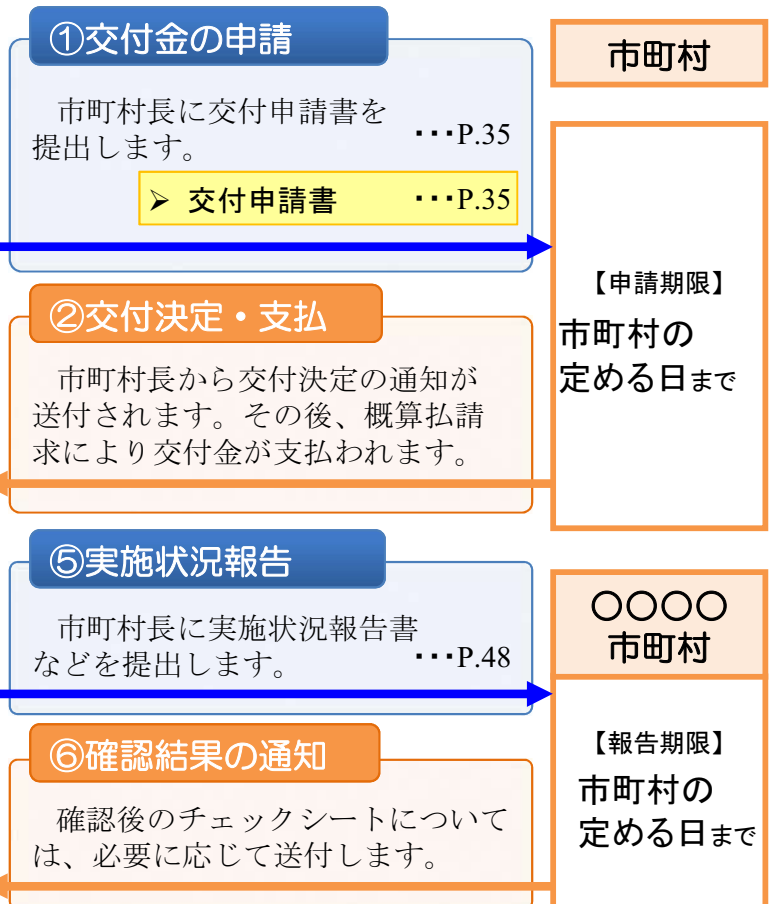 ①交付金の申請
市町村長に交付申請書を
提出します。 ･･･P.35
➢ 交付申請書 ･･･P.35
市町村
【申請期限】
市町村の
定める日まで
②交付決定・支払
市町村長から交付決定の通知が
送付されます。その後、概算払請
求により交付金が支払われます。
⑤実施状況報告
市町村長に実施状況報告書
などを提出します。 ･･･P.48
〇〇〇〇
市町村
【報告期限】
市町村の
定める日まで
⑥確認結果の通知
確認後のチェックシートについて
は、必要に応じて送付します。